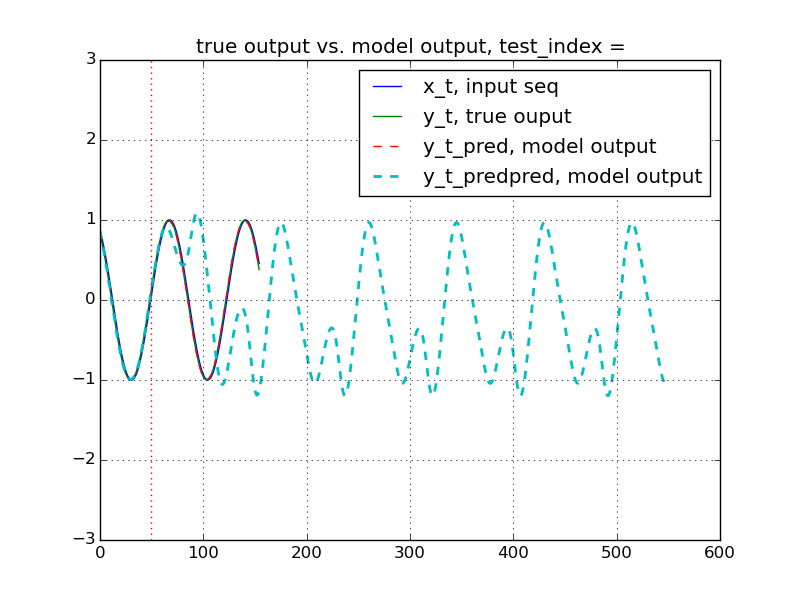 true output vs. model output, test_index =
x_t, input seq
y_t, true ouput
y_t_pred, model output
y_t_predpred, model output
3
2
1
0
−1
−2
−3
0 100 200 300 400 500 600